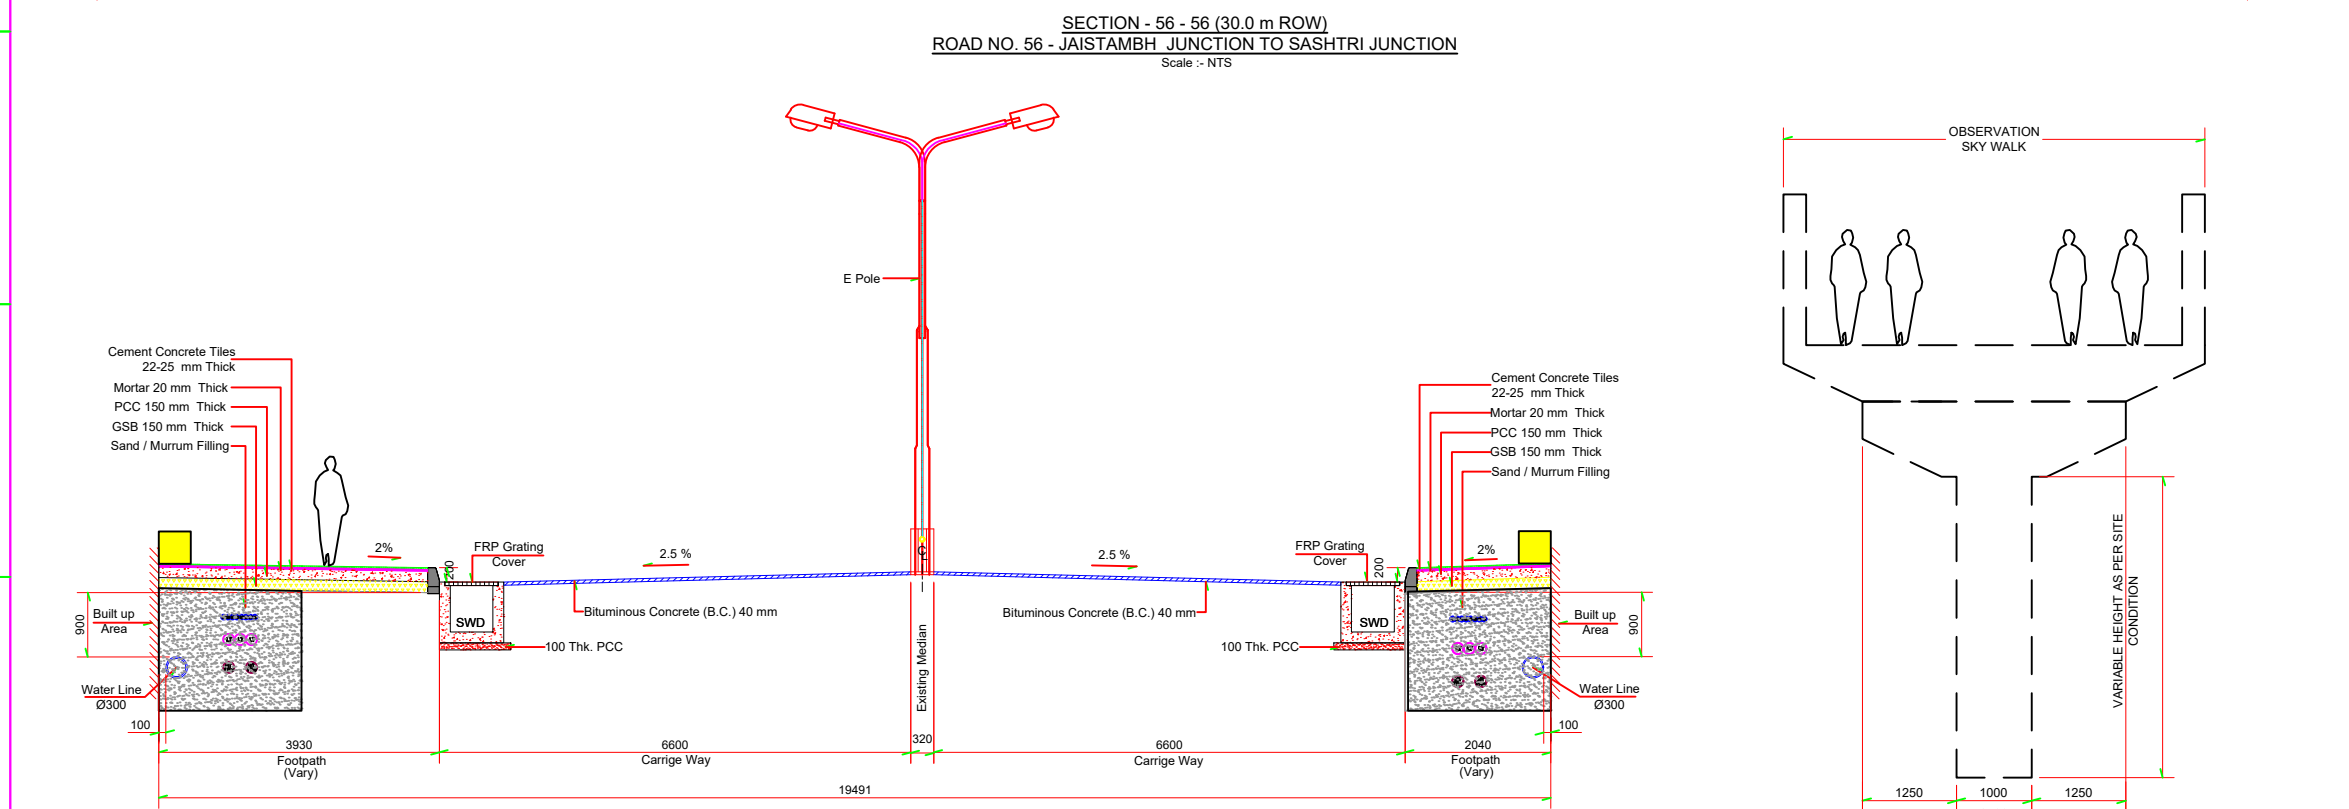 SECTION - 56 - 56 (30.0 m ROW)
ROAD NO. 56 - JAISTAMBH JUNCTION TO SASHTRI JUNCTION
Scale :- NTS
OBSERVATION
SKY WALK
E Pole
Cement Concrete Tiles
22-25 mm Thick
Mortar 20 mm Thick
PCC 150 mm Thick
GSB 150 mm Thick
Sand / Murrum Filling
Cement Concrete Tiles
22-25 mm Thick
Mortar 20 mm Thick
PCC 150 mm Thick
GSB 150 mm Thick
Sand / Murrum Filling
2%
200
FRP Grating
Cover
2.5 %
CL
2.5 %
FRP Grating
Cover
200
2%
Built up
Area
900
SWD
Bituminous Concrete (B.C.) 40 mm
100 Thk. PCC
Existing Median
Bituminous Concrete (B.C.) 40 mm
100 Thk. PCC
SWD
Built up
Area
900
Water Line
Ø300
100
Water Line
Ø300
100
VARIABLE HEIGHT AS PER SITE
CONDITION
3930
Footpath
(Vary)
6600
Carrige Way
320
6600
Carrige Way
2040
Footpath
(Vary)
19491
1250
1000
1250